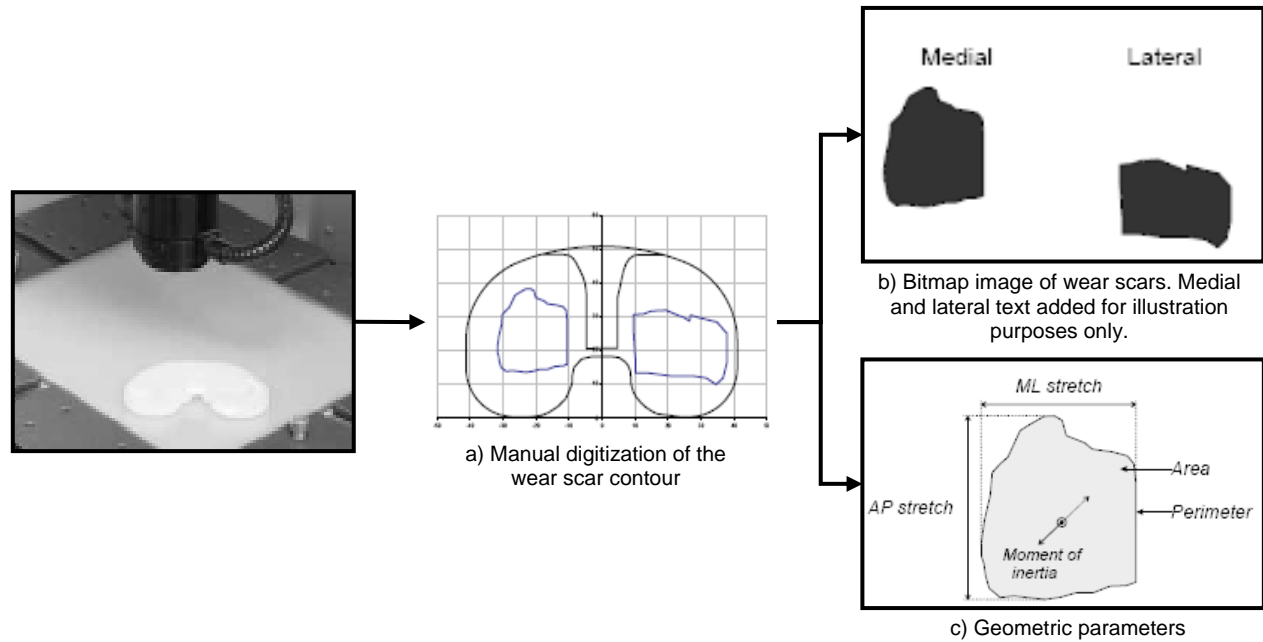 Medial
Lateral
b) Bitmap image of wear scars. Medial
and lateral text added for illustration
purposes only.
a) Manual digitization of the
wear scar contour
ML stretch
Area
AP stretch
Perimeter
Moment of
inertia
c) Geometric parameters